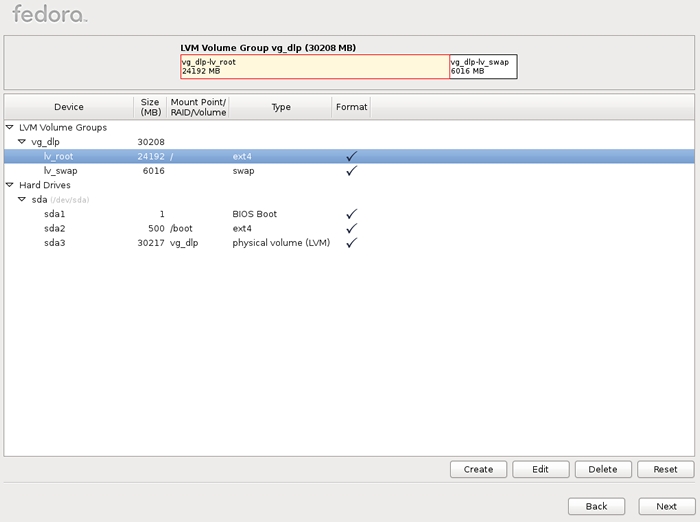 fedora
LVM Volume Group vg_dlp (30208 MB)
vg_dlp-lv_root vg_dlp-lv_swap
24192 MB 6016 MB
Device Size (MB) Mount Point/ RAID/Volume Type Format
LVM Volume Groups
vg_dlp 30208
lv_root 24192 / ext4
lv_swap 6016 swap
Hard Drives
sda (/dev/sda)
sda1 1 BIOS Boot
sda2 500 /boot ext4
sda3 30217 vg_dlp physical volume (LVM)
Create Edit Delete Reset
Back Next